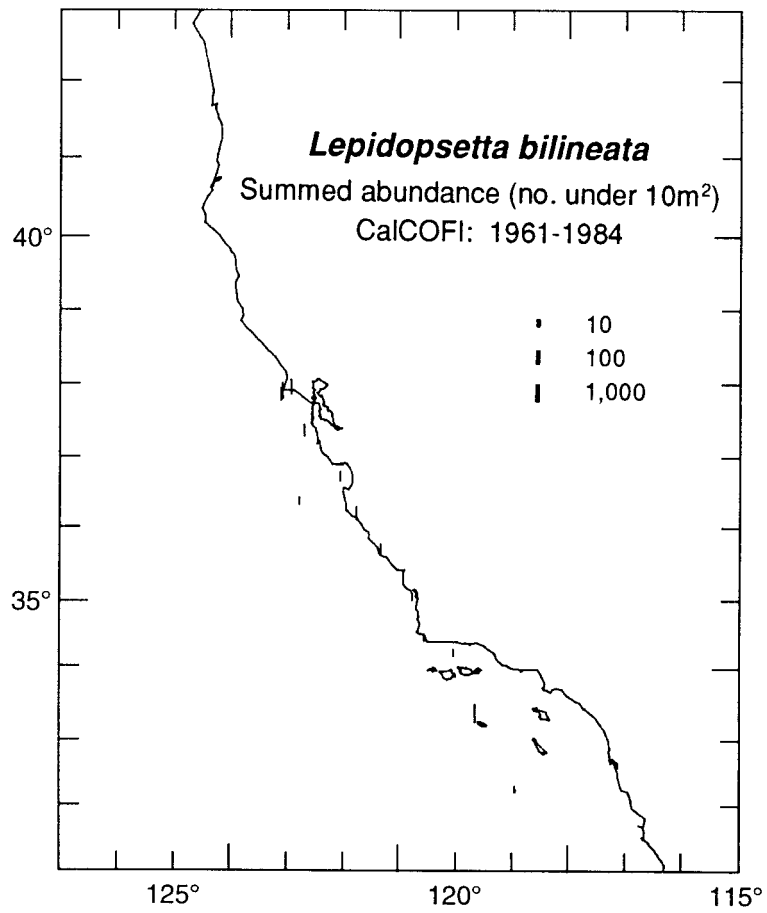 Lepidopsetta bilineata
Summed abundance (no. under 10m²)
CalCOFI: 1961-1984
40°
10
100
1,000
35°
125° 120° 115°